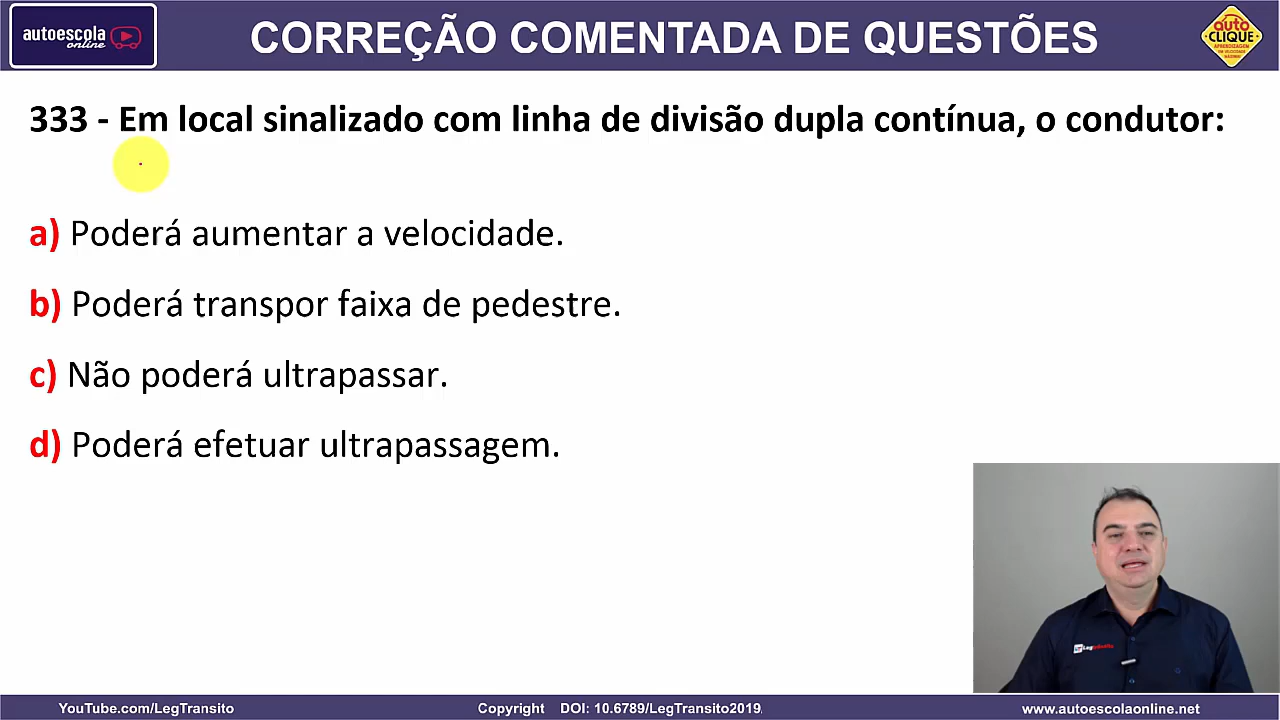 autoescola
online
CORREÇÃO COMENTADA DE QUESTÕES
auto
CLIQUE
APRENDIZAGEM
333 - Em local sinalizado com linha de divisão dupla contínua, o condutor:
a) Poderá aumentar a velocidade.
b) Poderá transpor faixa de pedestre.
c) Não poderá ultrapassar.
d) Poderá efetuar ultrapassagem.
YouTube.com/LegTransito Copyright DOI: 10.6789/LegTransito2019 www.autoescolaonline.net